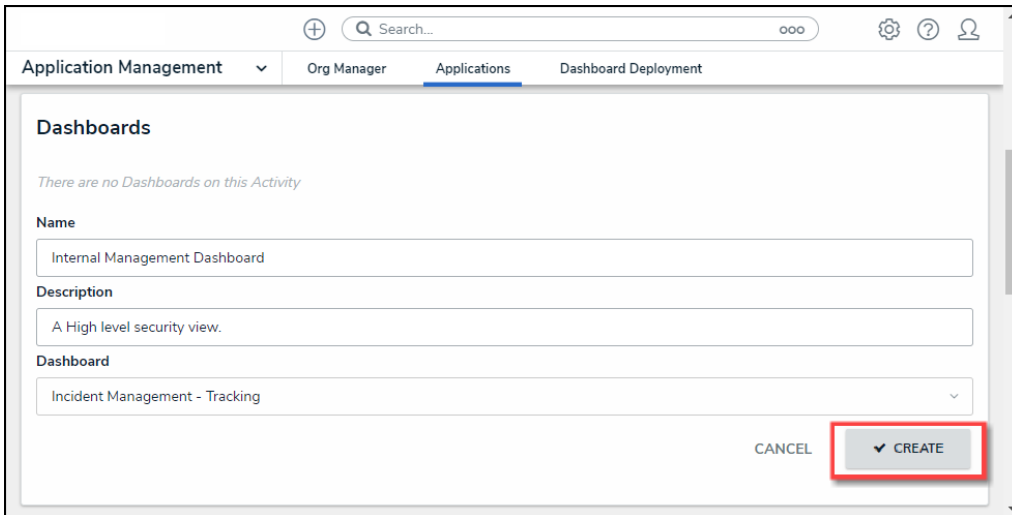 Search...
ooo
Application Management
Org Manager
Applications
Dashboard Deployment
Dashboards
There are no Dashboards on this Activity
Name
Internal Management Dashboard
Description
A High level security view.
Dashboard
Incident Management - Tracking
CANCEL
CREATE